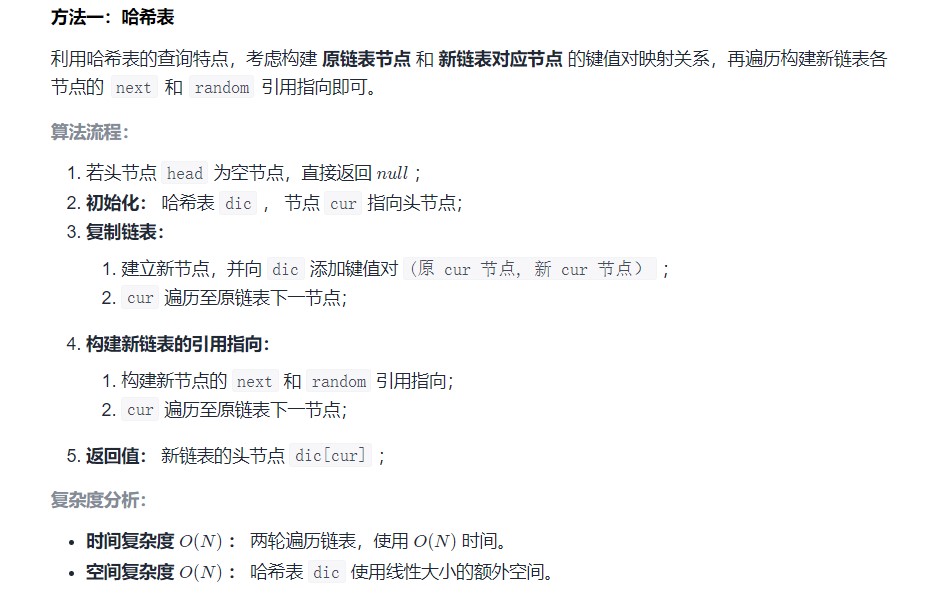 方法一：哈希表
利用哈希表的查询特点，考虑构建 原链表节点 和 新链表对应节点 的键值对映射关系，再遍历构建新链表各
节点的 next 和 random 引用指向即可。
算法流程：
1. 若头节点 head 为空节点，直接返回 null ；
2. 初始化： 哈希表 dic ， 节点 cur 指向头节点；
3. 复制链表：
1. 建立新节点，并向 dic 添加键值对 （原 cur 节点, 新 cur 节点） ；
2. cur 遍历至原链表下一节点；
4. 构建新链表的引用指向：
1. 构建新节点的 next 和 random 引用指向；
2. cur 遍历至原链表下一节点；
5. 返回值： 新链表的头节点 dic[cur] ；
复杂度分析：
• 时间复杂度 O(N) ： 两轮遍历链表，使用 O(N) 时间。
• 空间复杂度 O(N) ： 哈希表 dic 使用线性大小的额外空间。